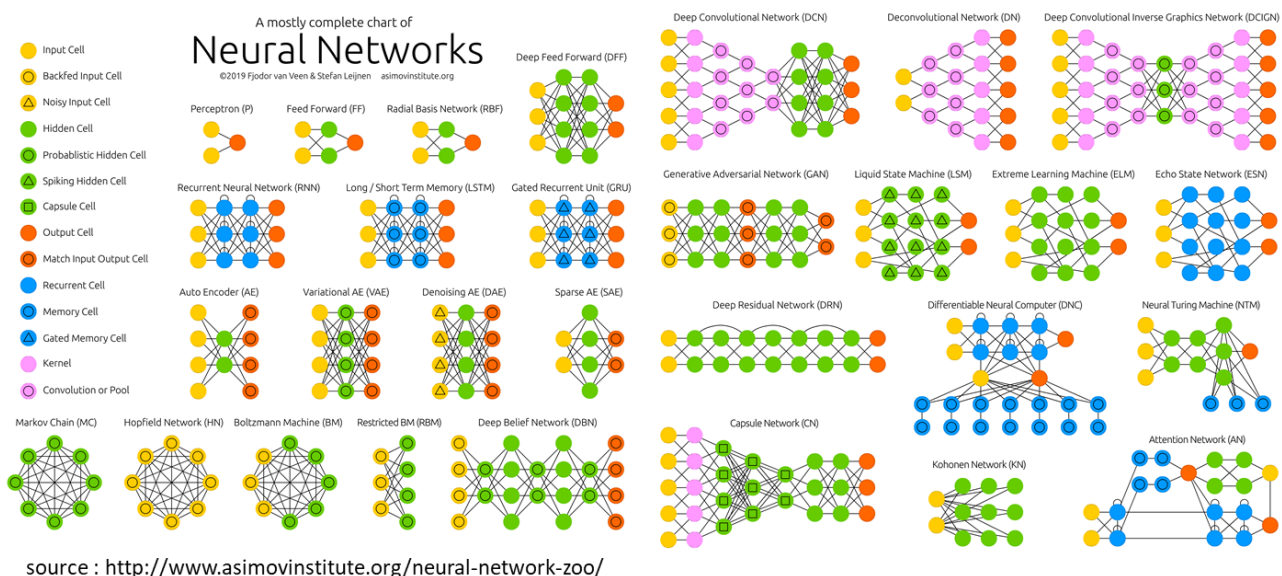 A mostly complete chart of
Neural Networks
©2019 Fjodor van Veen & Stefan Leijnen asimovinstitute.org
Input Cell
Backfed Input Cell
Noisy Input Cell
Hidden Cell
Probablistic Hidden Cell
Spiking Hidden Cell
Capsule Cell
Output Cell
Match Input Output Cell
Recurrent Cell
Memory Cell
Gated Memory Cell
Kernel
Convolution or Pool
Perceptron (P)
Feed Forward (FF)
Radial Basis Network (RBF)
Deep Feed Forward (DFF)
Recurrent Neural Network (RNN)
Long / Short Term Memory (LSTM)
Gated Recurrent Unit (GRU)
Auto Encoder (AE)
Variational AE (VAE)
Denoising AE (DAE)
Sparse AE (SAE)
Markov Chain (MC)
Hopfield Network (HN)
Boltzmann Machine (BM)
Restricted BM (RBM)
Deep Belief Network (DBN)
Deep Convolutional Network (DCN)
Deconvolutional Network (DN)
Deep Convolutional Inverse Graphics Network (DCIGN)
Generative Adversarial Network (GAN)
Liquid State Machine (LSM)
Extreme Learning Machine (ELM)
Echo State Network (ESN)
Deep Residual Network (DRN)
Differentiable Neural Computer (DNC)
Neural Turing Machine (NTM)
Capsule Network (CN)
Kohonen Network (KN)
Attention Network (AN)
source : http://www.asimovinstitute.org/neural-network-zoo/